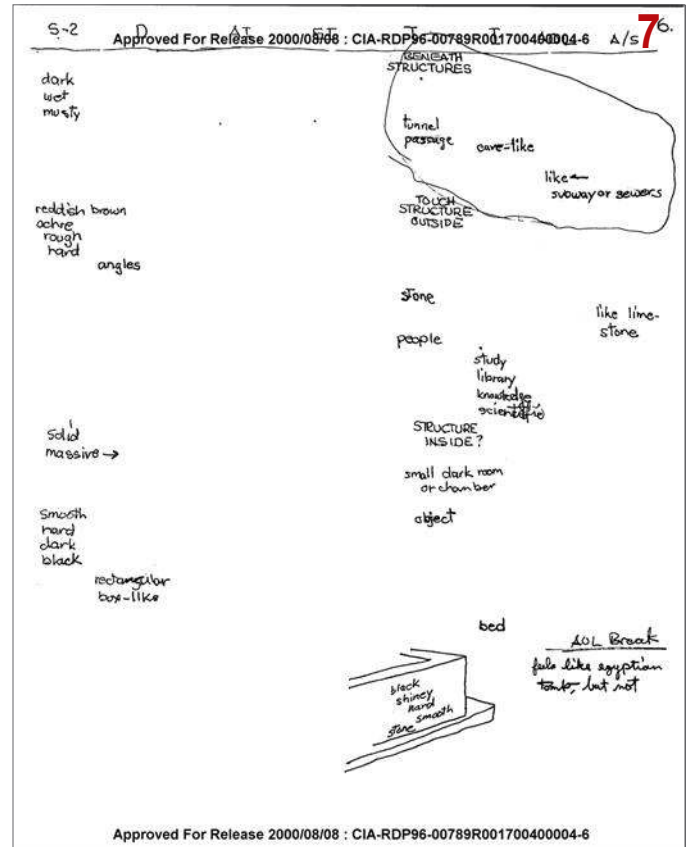 7
6.
S-2 D AI EI T I AOL A/S
Approved For Release 2000/08/08 : CIA-RDP96-00789R001700400004-6
BENEATH
STRUCTURES
dark
wet
musty
tunnel
passage
cave-like
like
subway or sewers
TOUCH
STRUCTURE
OUTSIDE
reddish brown
ochre
rough
hard
angles
stone
like lime-
stone
people
study
library
knowledge
scientific
STRUCTURE
INSIDE?
solid
massive →
small dark room
or chamber
object
smooth
hard
dark
black
rectangular
box-like
bed
AOL Break
feels like egyptian
tomb, but not
black
shiney
hard
smooth
stone
Approved For Release 2000/08/08 : CIA-RDP96-00789R001700400004-6